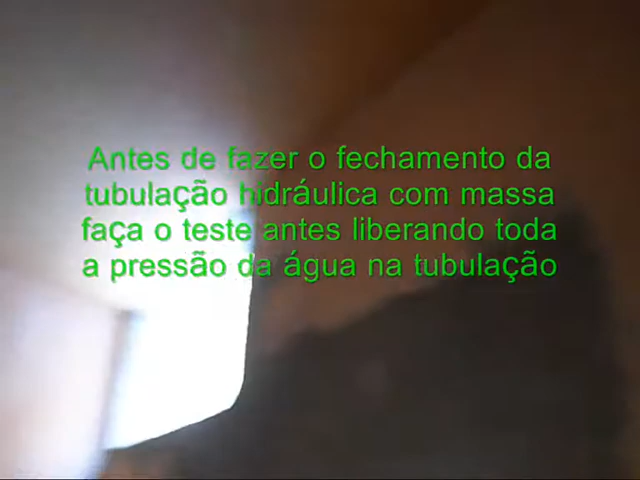 Antes de fazer o fechamento da
tubulação hidráulica com massa
faça o teste antes liberando toda
a pressão da água na tubulação